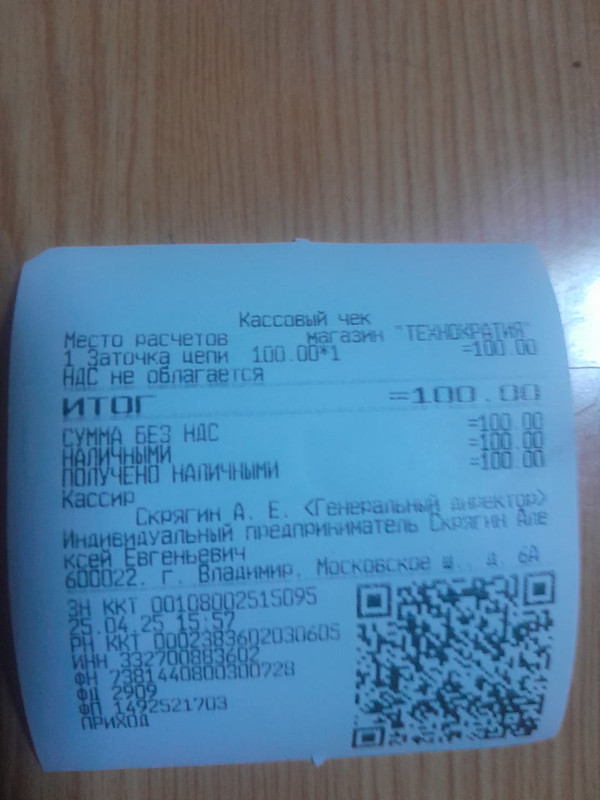 Кассовый чек
Место расчетов магазин "ТЕХНОКРАТИЯ"
1 Заточка цепи 100.00*1 =100.00
НДС не облагается
ИТОГ =100.00
СУММА БЕЗ НДС =100.00
НАЛИЧНЫМИ =100.00
ПОЛУЧЕНО НАЛИЧНЫМИ =100.00
Кассир
Скрягин А. Е. <Генеральный директор>
Индивидуальный предприниматель Скрягин Але
ксей Евгеньевич
600022. г. Владимир, Московское ш., д. 6А
ЗН ККТ 00108002515095
25.04.25 15:57
РН ККТ 0002383602030605
ИНН 332700883602
ФН 7381440800300728
ФД 2909
ФП 1492521703
ПРИХОД